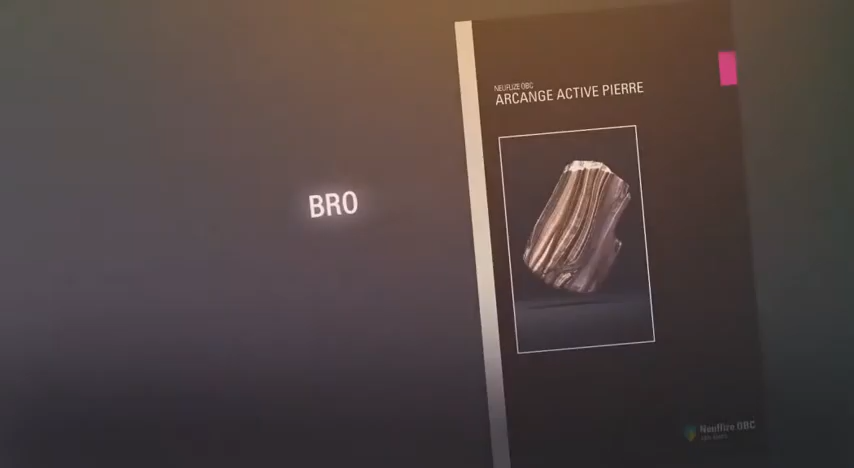 BRO
NEUFLIZE OBC
ARCANGE ACTIVE PIERRE
Neuflize OBC